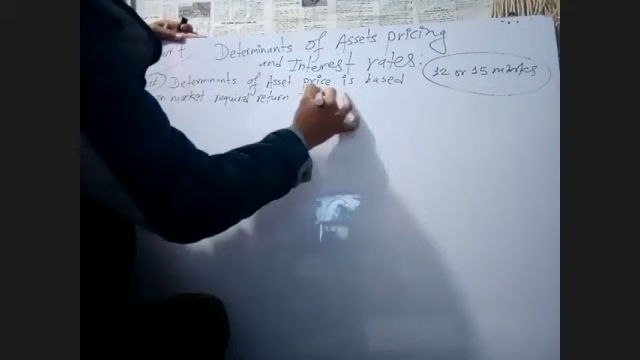 Determinants of Assets pricing
and Interest rates.
12 or 15 marks
Determinants of Asset price is based
on market required return